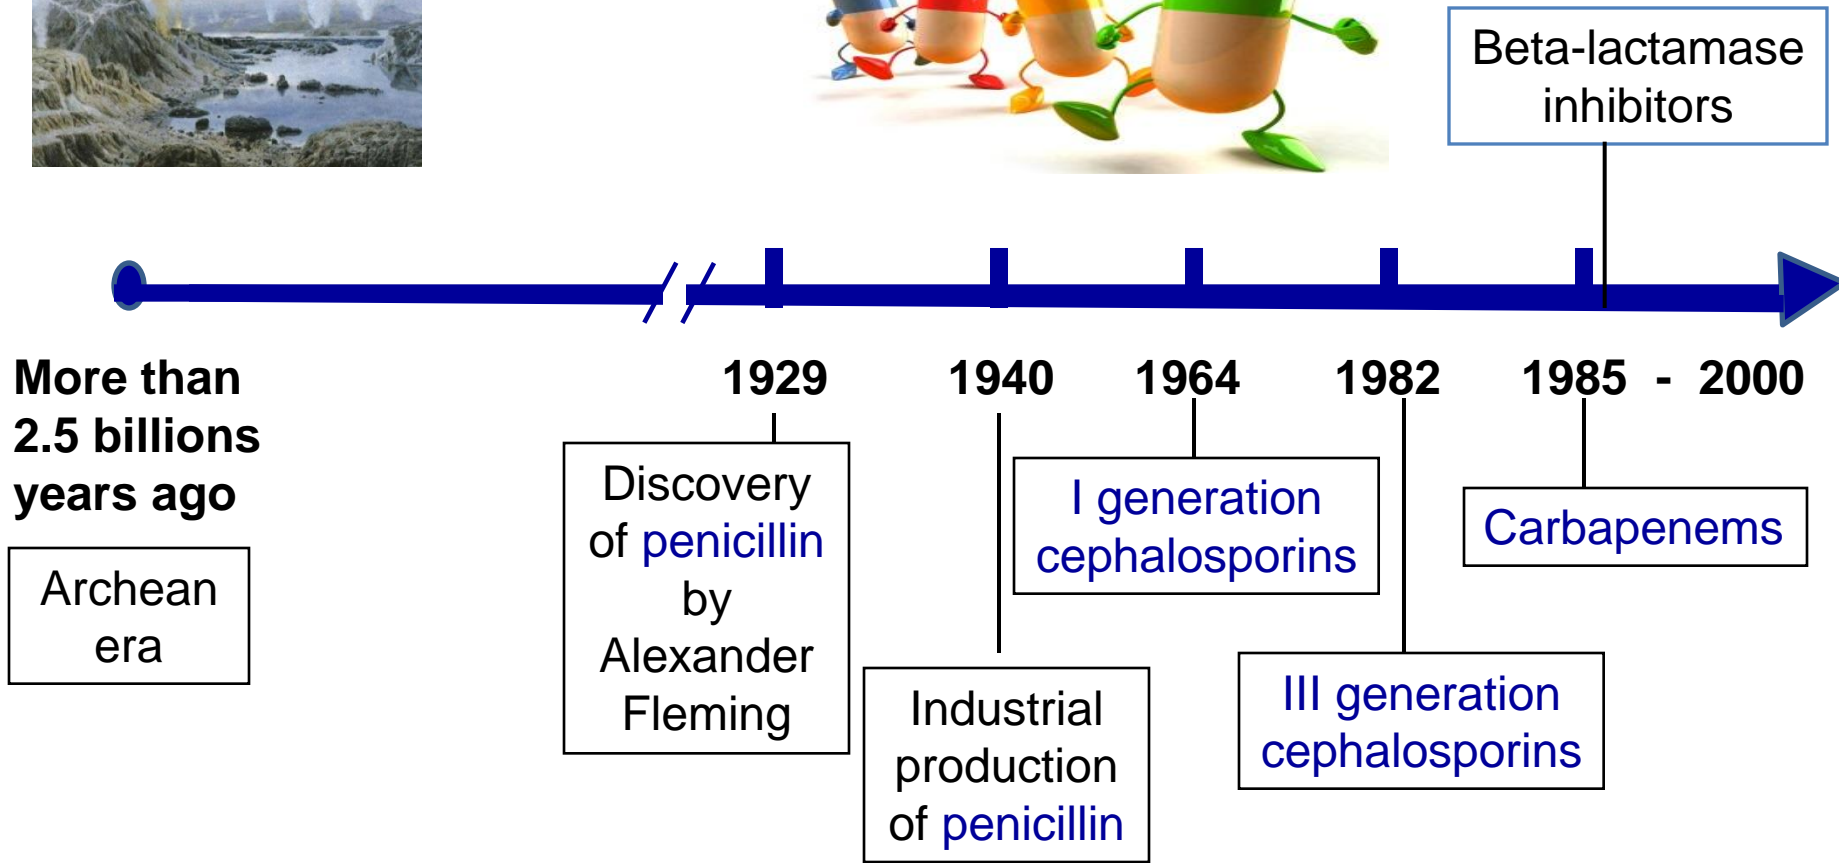 Beta-lactamase
inhibitors
More than
2.5 billions
years ago
1929
1940
1964
1982
1985 - 2000
Archean
era
Discovery
of penicillin
by
Alexander
Fleming
Industrial
production
of penicillin
I generation
cephalosporins
III generation
cephalosporins
Carbapenems